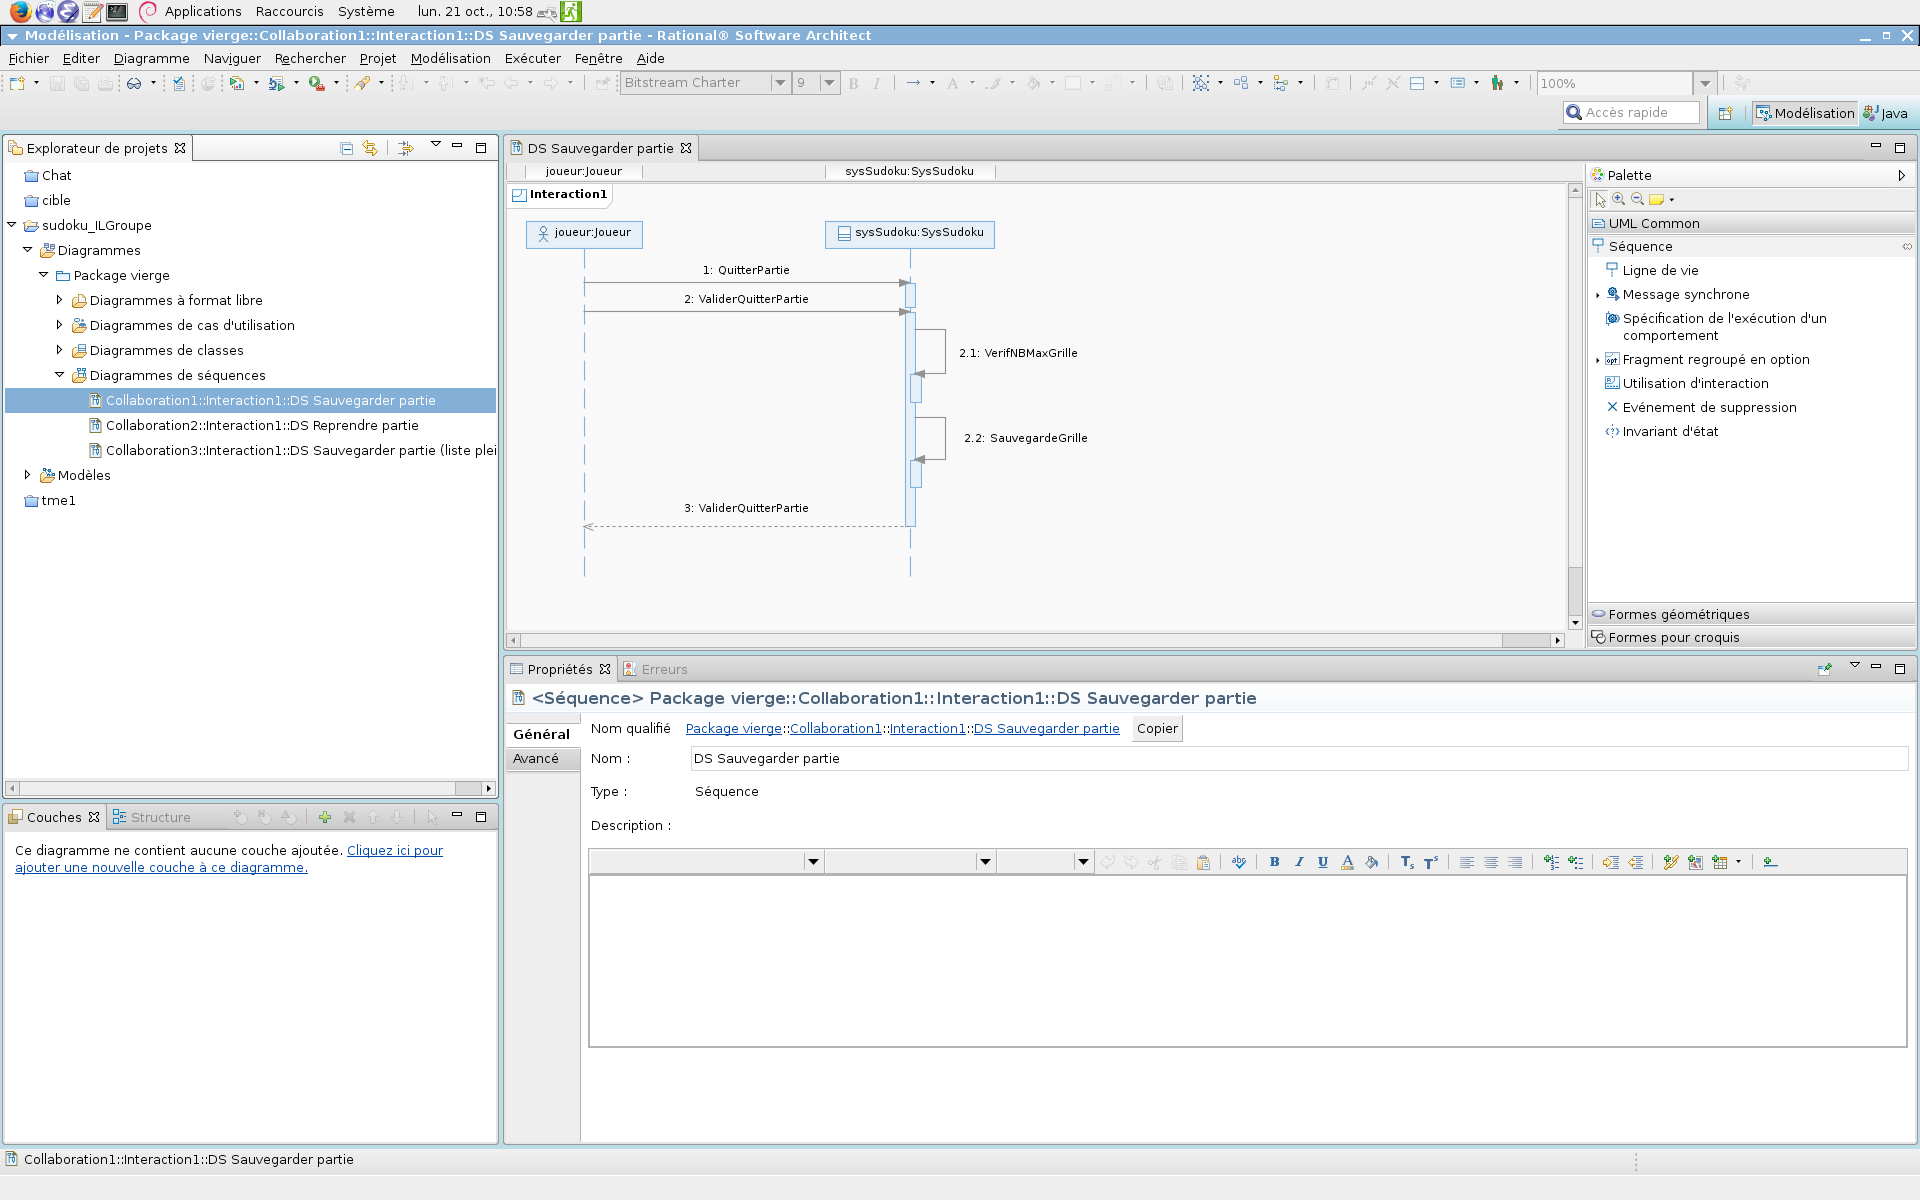 Applications Raccourcis Système lun. 21 oct., 10:58
Modélisation - Package vierge::Collaboration1::Interaction1::DS Sauvegarder partie - Rational® Software Architect
Fichier Editer Diagramme Naviguer Rechercher Projet Modélisation Exécuter Fenêtre Aide
Bitstream Charter 9 B I A 100%
Accès rapide Modélisation Java
Explorateur de projets
Chat
cible
sudoku_ILGroupe
Diagrammes
Package vierge
Diagrammes à format libre
Diagrammes de cas d'utilisation
Diagrammes de classes
Diagrammes de séquences
Collaboration1::Interaction1::DS Sauvegarder partie
Collaboration2::Interaction1::DS Reprendre partie
Collaboration3::Interaction1::DS Sauvegarder partie (liste plei
Modèles
tme1
DS Sauvegarder partie
joueur:Joueur sysSudoku:SysSudoku
Interaction1
joueur:Joueur sysSudoku:SysSudoku
1: QuitterPartie
2: ValiderQuitterPartie
2.1: VerifNBMaxGrille
2.2: SauvegardeGrille
3: ValiderQuitterPartie
Palette
UML Common
Séquence
Ligne de vie
Message synchrone
Spécification de l'exécution d'un
comportement
Fragment regroupé en option
Utilisation d'interaction
Evénement de suppression
Invariant d'état
Formes géométriques
Formes pour croquis
Couches Structure
Ce diagramme ne contient aucune couche ajoutée. Cliquez ici pour
ajouter une nouvelle couche à ce diagramme.
Propriétés Erreurs
<Séquence> Package vierge::Collaboration1::Interaction1::DS Sauvegarder partie
Général
Avancé
Nom qualifié Package vierge::Collaboration1::Interaction1::DS Sauvegarder partie Copier
Nom : DS Sauvegarder partie
Type : Séquence
Description :
B I U A
Collaboration1::Interaction1::DS Sauvegarder partie